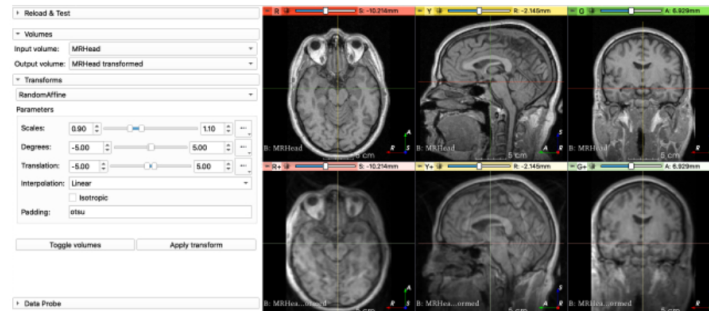 Reload & Test
Volumes
Input volume: MRHead
Output volume: MRHead transformed
Transforms
RandomAffine
Parameters
Scales: 0.90 1.10
Degrees: -5.00 5.00
Translation: -5.00 5.00
Interpolation: Linear
Isotropic
Padding: otsu
Toggle volumes Apply transform
Data Probe
R S: -10.214mm
Y R: -2.145mm
G A: 6.929mm
B: MRHead
B: MRHead
B: MRHead
5 cm
5 cm
5 cm
A
R S
S
A R
S
R A
R+ S: -10.214mm
Y+ R: -2.145mm
G+ A: 6.929mm
B: MRHea...ormed
B: MRHea...ormed
B: MRHea...ormed
A
R S
S
A R
S
R A